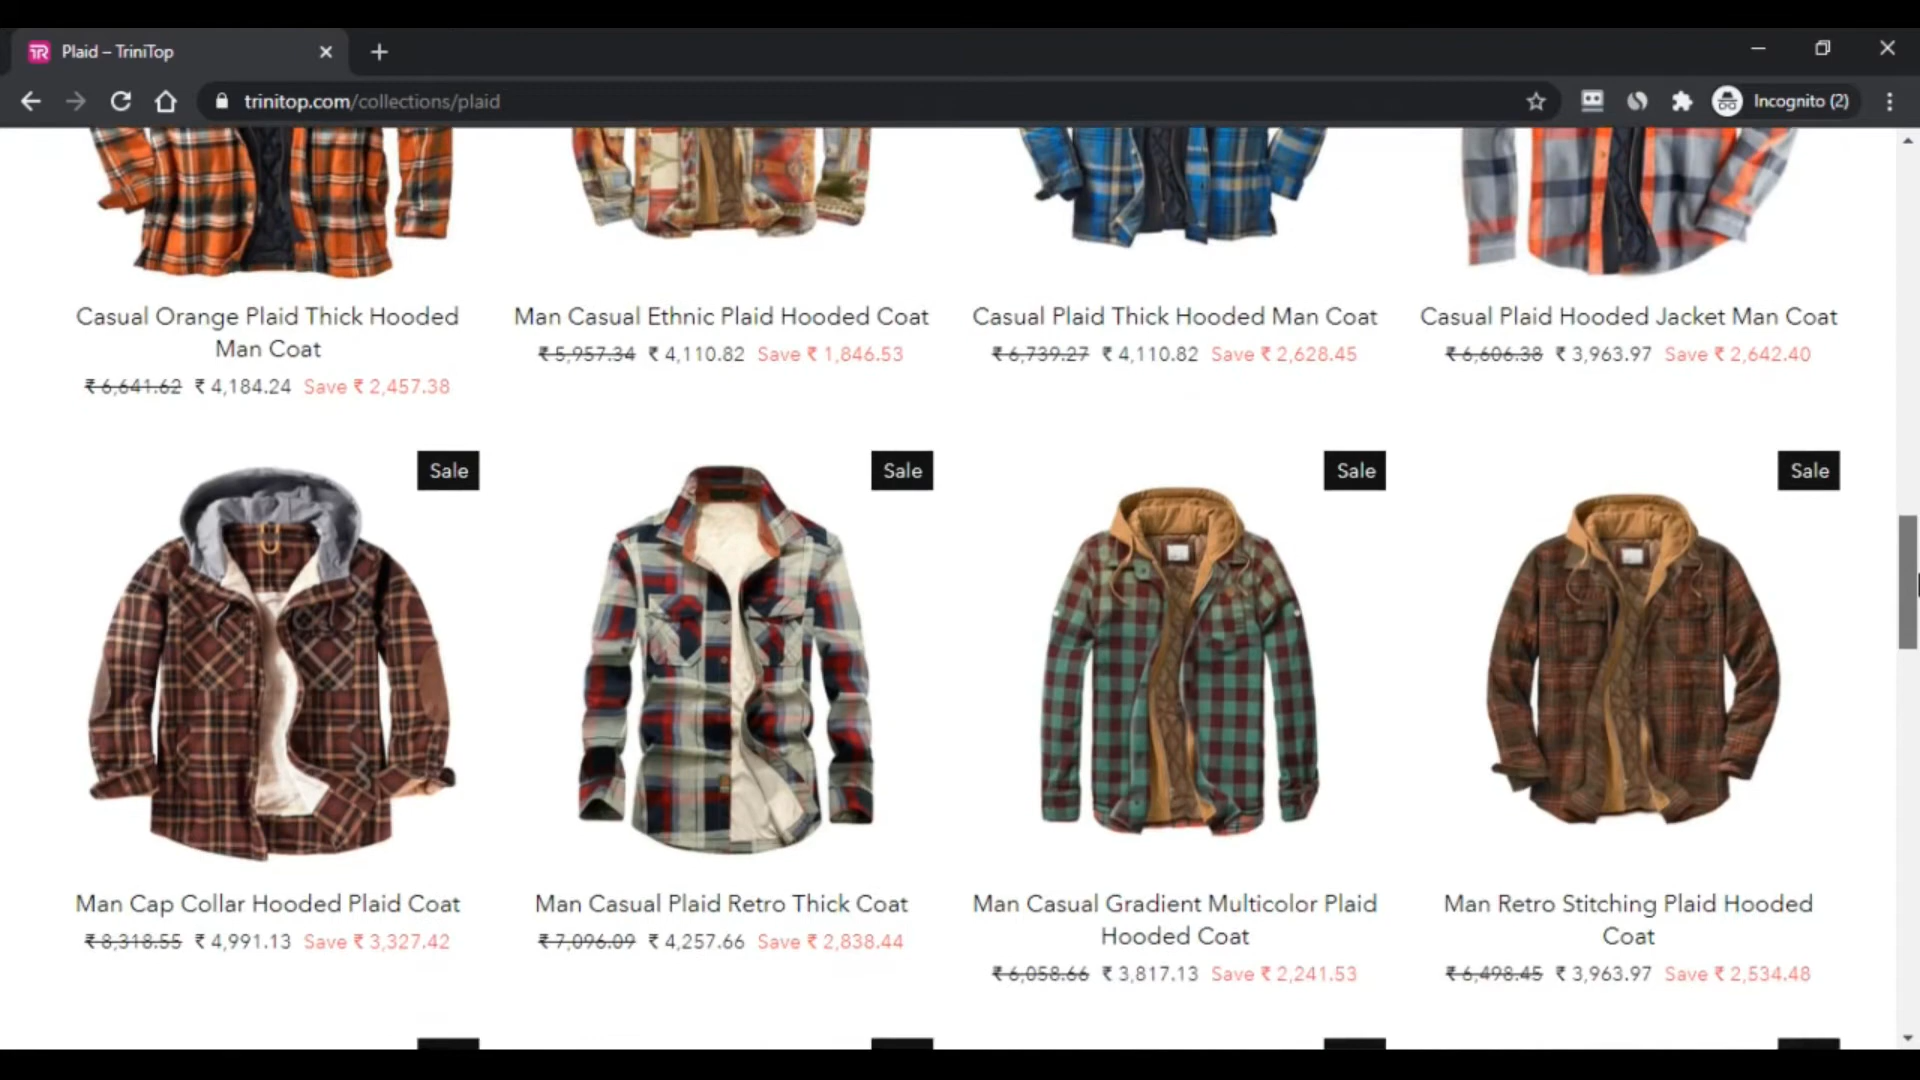 Plaid – TriniTop
trinitop.com/collections/plaid
Incognito (2)
Casual Orange Plaid Thick Hooded
Man Coat
₹ 6,641.62 ₹ 4,184.24 Save ₹ 2,457.38
Man Casual Ethnic Plaid Hooded Coat
₹ 5,957.34 ₹ 4,110.82 Save ₹ 1,846.53
Casual Plaid Thick Hooded Man Coat
₹ 6,739.27 ₹ 4,110.82 Save ₹ 2,628.45
Casual Plaid Hooded Jacket Man Coat
₹ 6,606.38 ₹ 3,963.97 Save ₹ 2,642.40
Sale
Sale
Sale
Sale
Man Cap Collar Hooded Plaid Coat
₹ 8,318.55 ₹ 4,991.13 Save ₹ 3,327.42
Man Casual Plaid Retro Thick Coat
₹ 7,096.09 ₹ 4,257.66 Save ₹ 2,838.44
Man Casual Gradient Multicolor Plaid
Hooded Coat
₹ 6,058.66 ₹ 3,817.13 Save ₹ 2,241.53
Man Retro Stitching Plaid Hooded
Coat
₹ 6,498.45 ₹ 3,963.97 Save ₹ 2,534.48